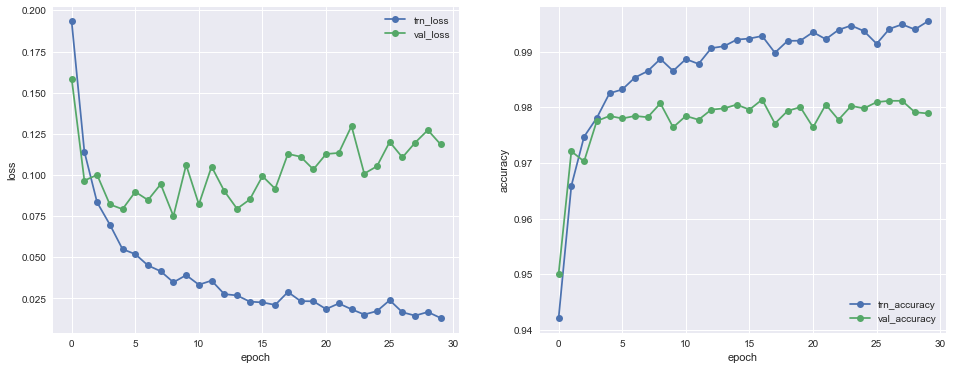 0.200
0.175
0.150
0.125
0.100
0.075
0.050
0.025
loss
0 5 10 15 20 25 30
epoch
trn_loss
val_loss
0.99
0.98
0.97
0.96
0.95
0.94
accuracy
0 5 10 15 20 25 30
epoch
trn_accuracy
val_accuracy